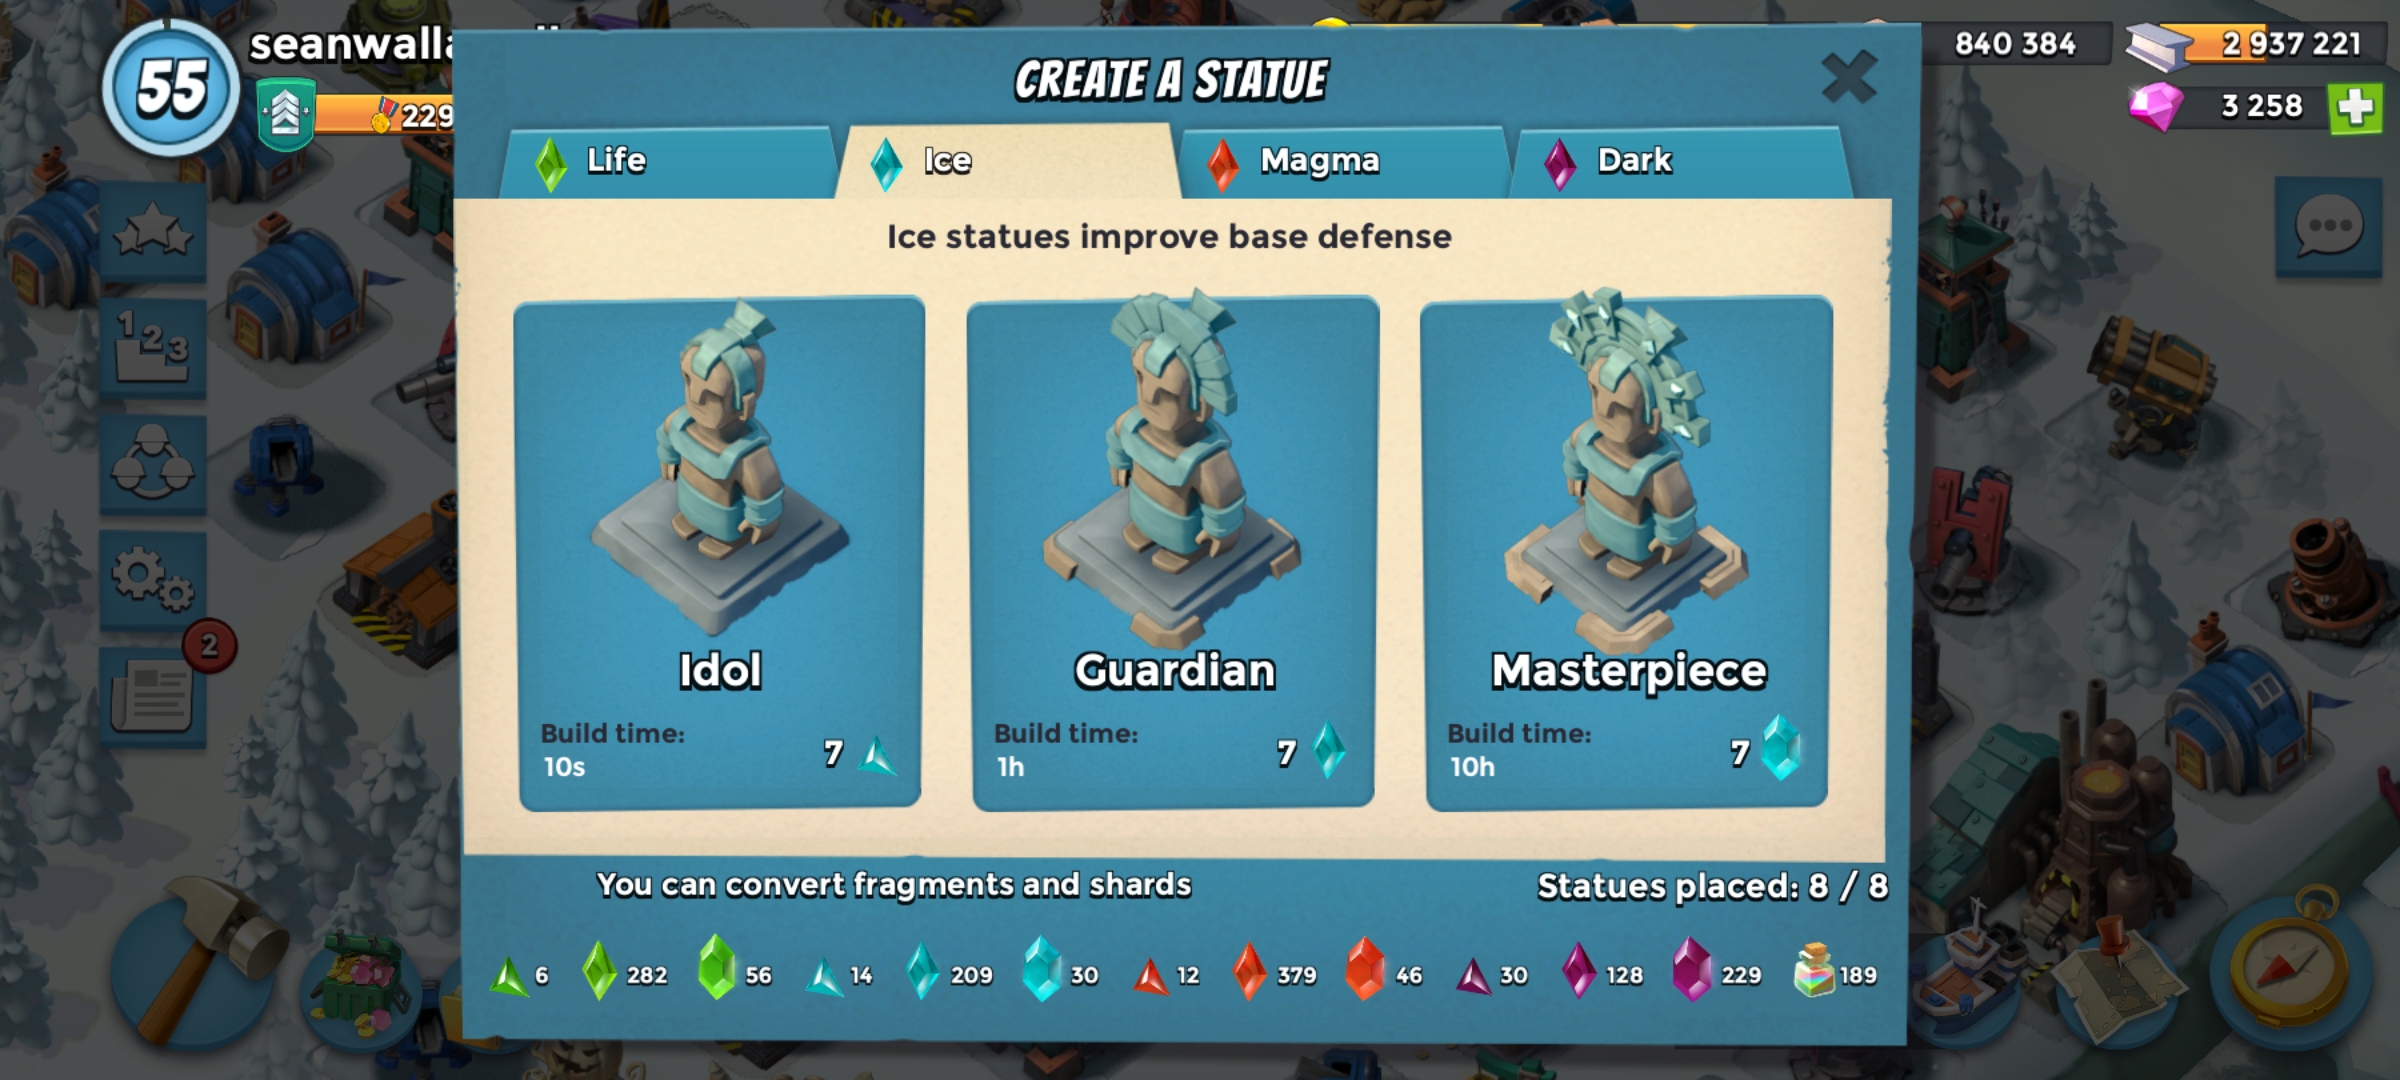 55
229
840 384
2 937 221
3 258
CREATE A STATUE
Life
Ice
Magma
Dark
Ice statues improve base defense
1 2 3
2
Idol
Build time:
10s
7
Guardian
Build time:
1h
7
Masterpiece
Build time:
10h
7
You can convert fragments and shards
Statues placed: 8 / 8
6 282 56 14 209 30 12 379 46 30 128 229 189